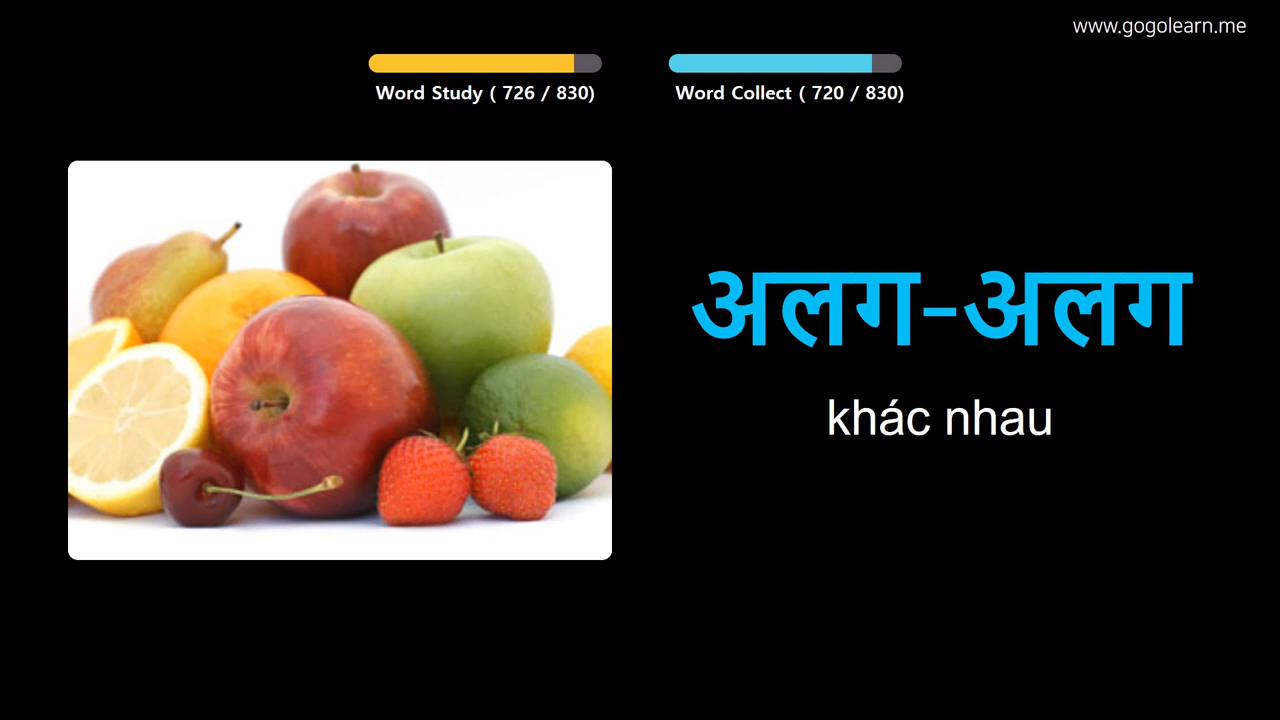 www.gogolearn.me
Word Study ( 726 / 830)
Word Collect ( 720 / 830)
अलग-अलग
khác nhau